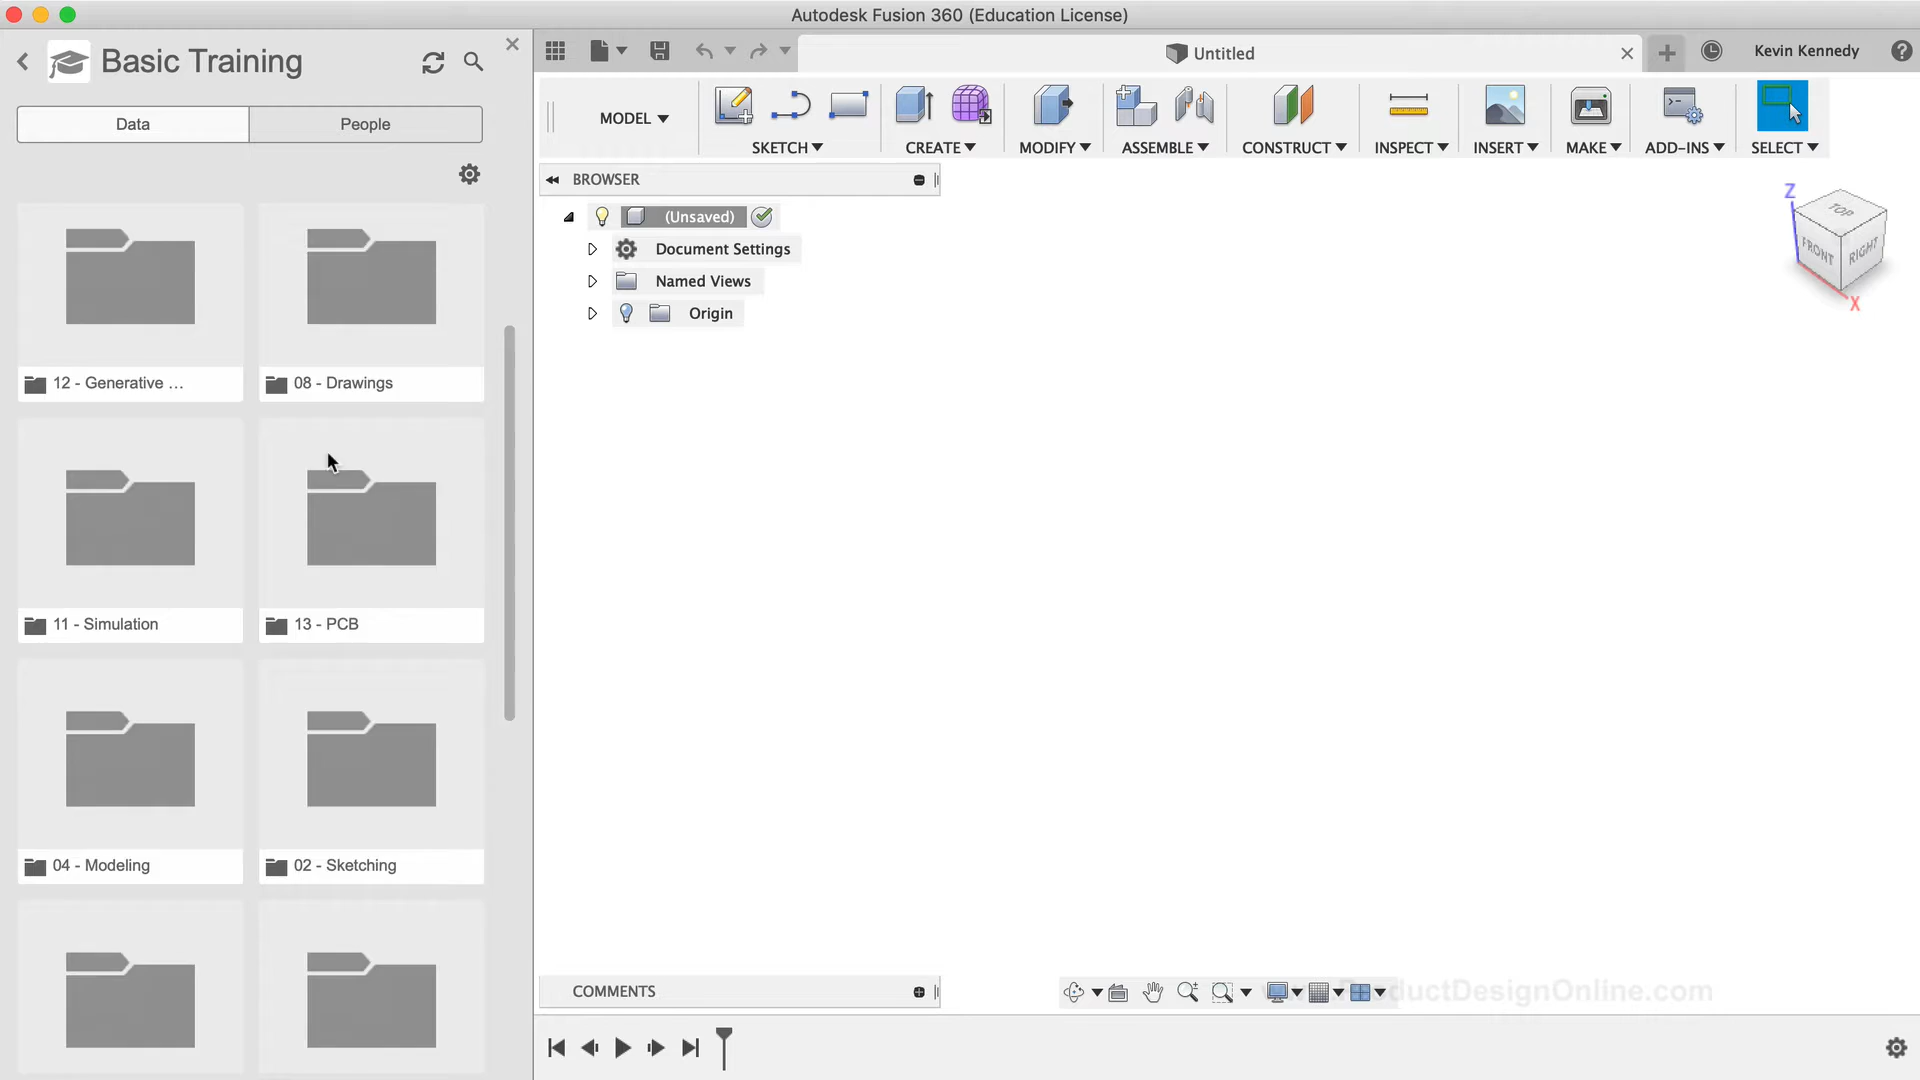 Autodesk Fusion 360 (Education License)
Basic Training
Untitled
Kevin Kennedy
Data
People
MODEL
SKETCH
CREATE
MODIFY
ASSEMBLE
CONSTRUCT
INSPECT
INSERT
MAKE
ADD-INS
SELECT
BROWSER
(Unsaved)
Document Settings
Named Views
Origin
Z
TOP
FRONT
RIGHT
X
12 - Generative ...
08 - Drawings
11 - Simulation
13 - PCB
04 - Modeling
02 - Sketching
COMMENTS
ductDesignOnline.com